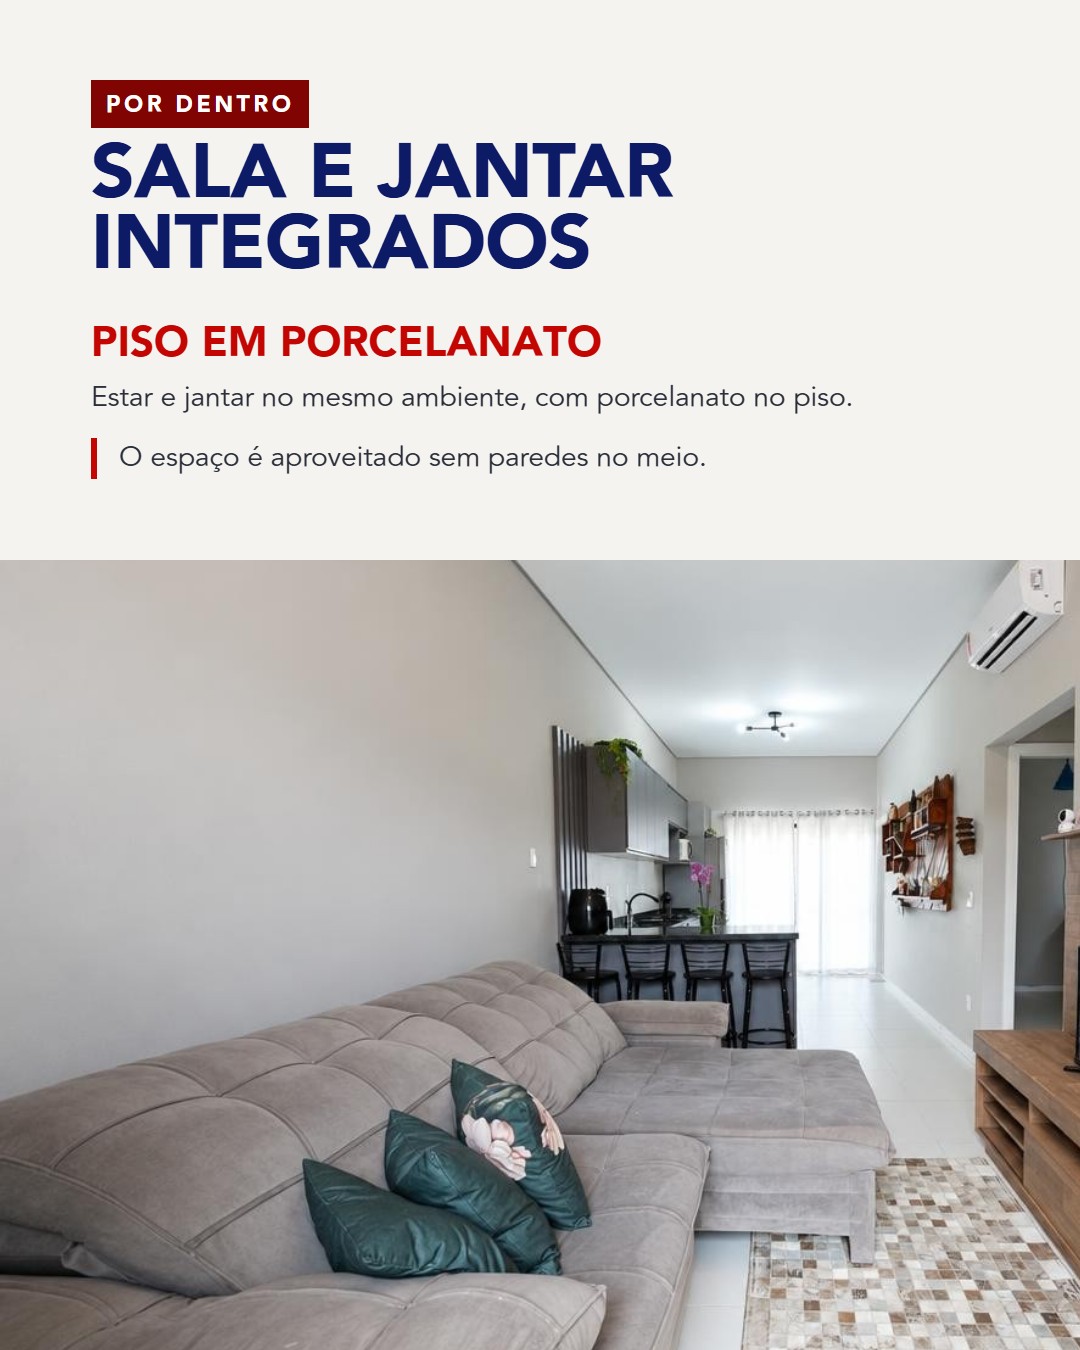 POR DENTRO
SALA E JANTAR
INTEGRADOS
PISO EM PORCELANATO
Estar e jantar no mesmo ambiente, com porcelanato no piso.
O espaço é aproveitado sem paredes no meio.